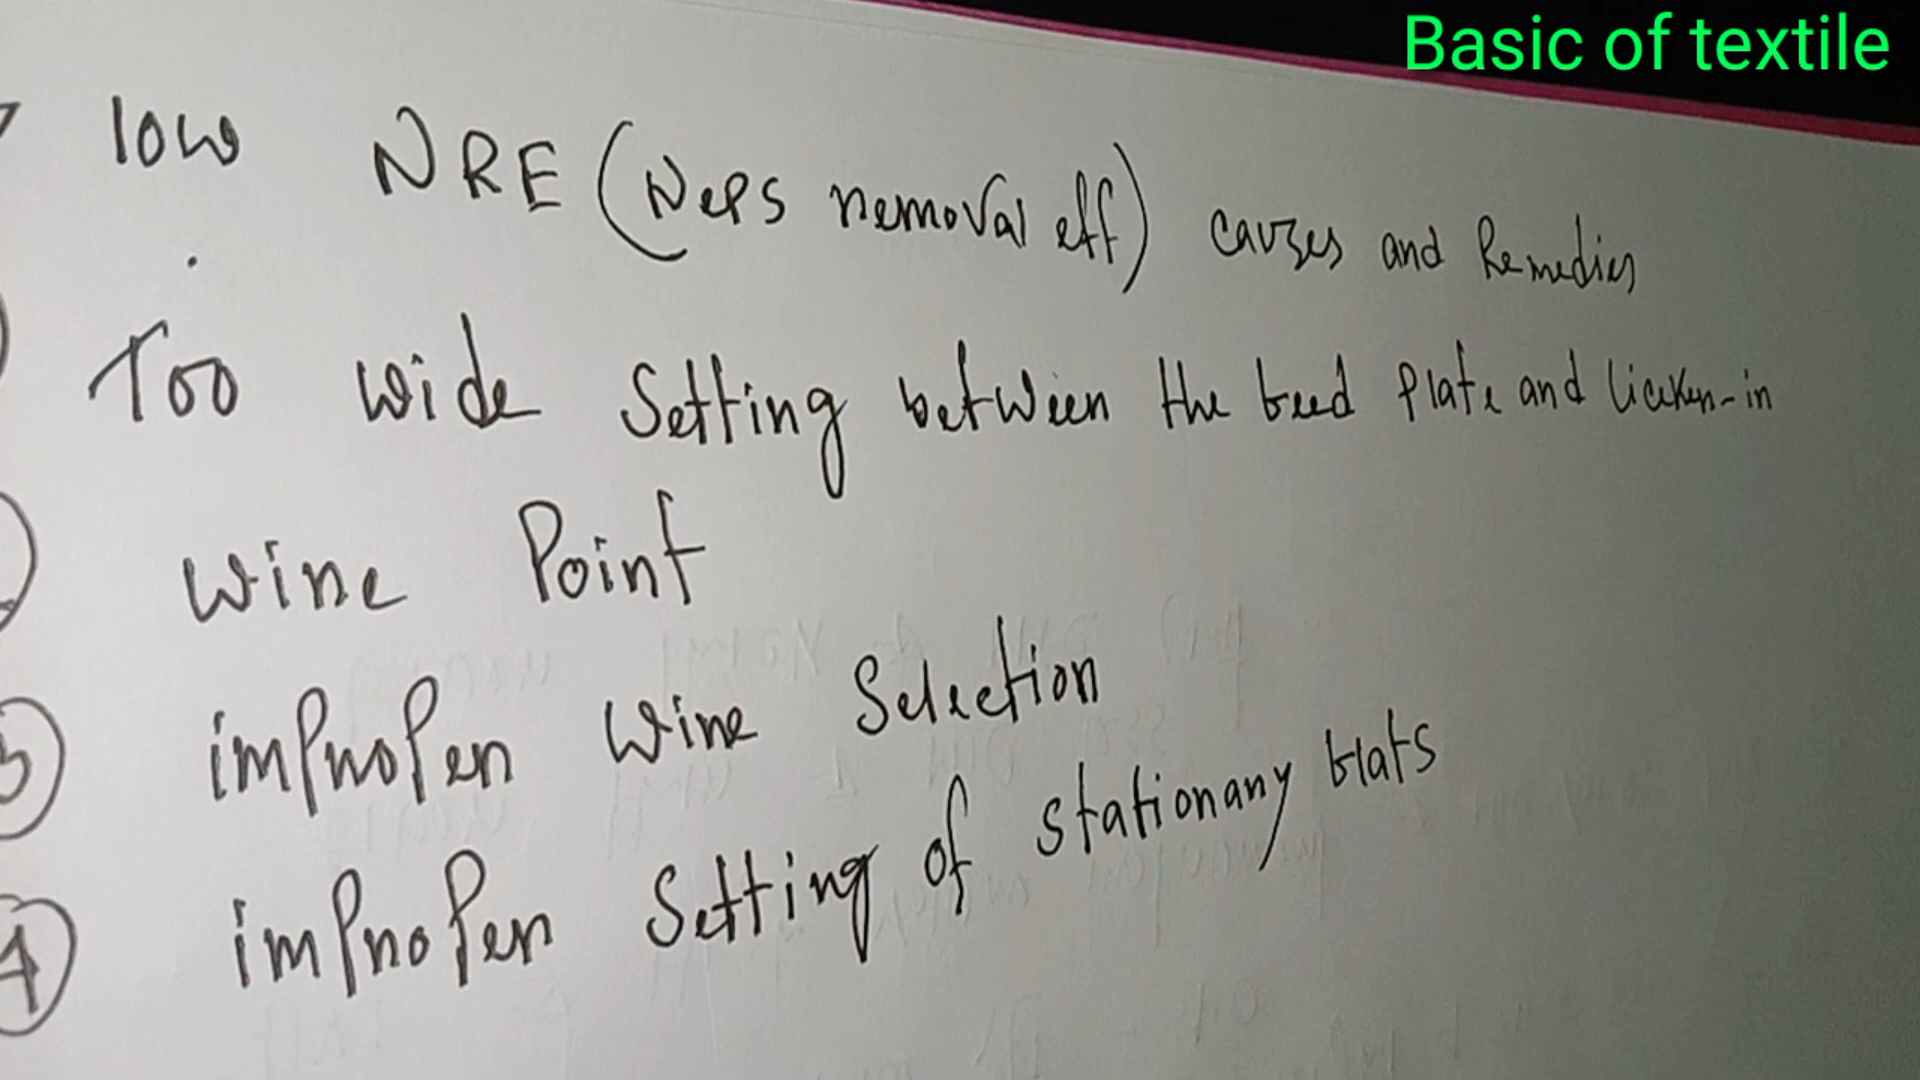 Basic of textile
low NRE (Neps removal eff) causes and Remedies
Too wide setting between the feed plate and licker-in
wire Point
3 improper wire selection
4 improper setting of stationary flats